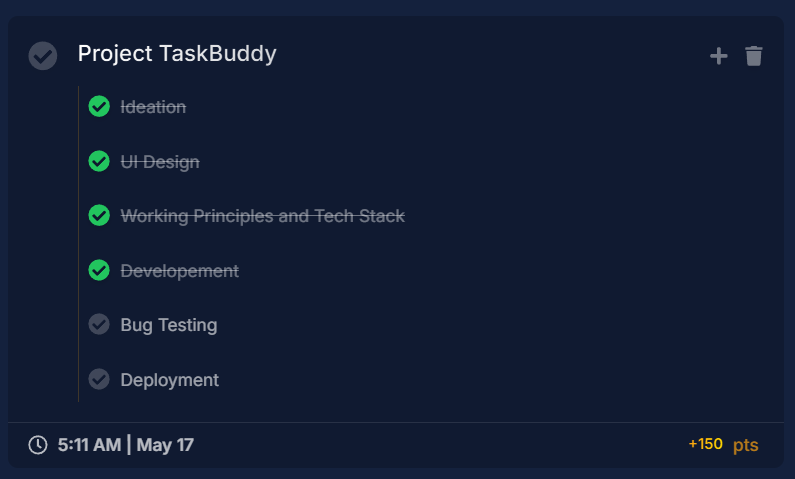 Project TaskBuddy
Ideation
UI Design
Working Principles and Tech Stack
Developement
Bug Testing
Deployment
5:11 AM | May 17
+150 pts